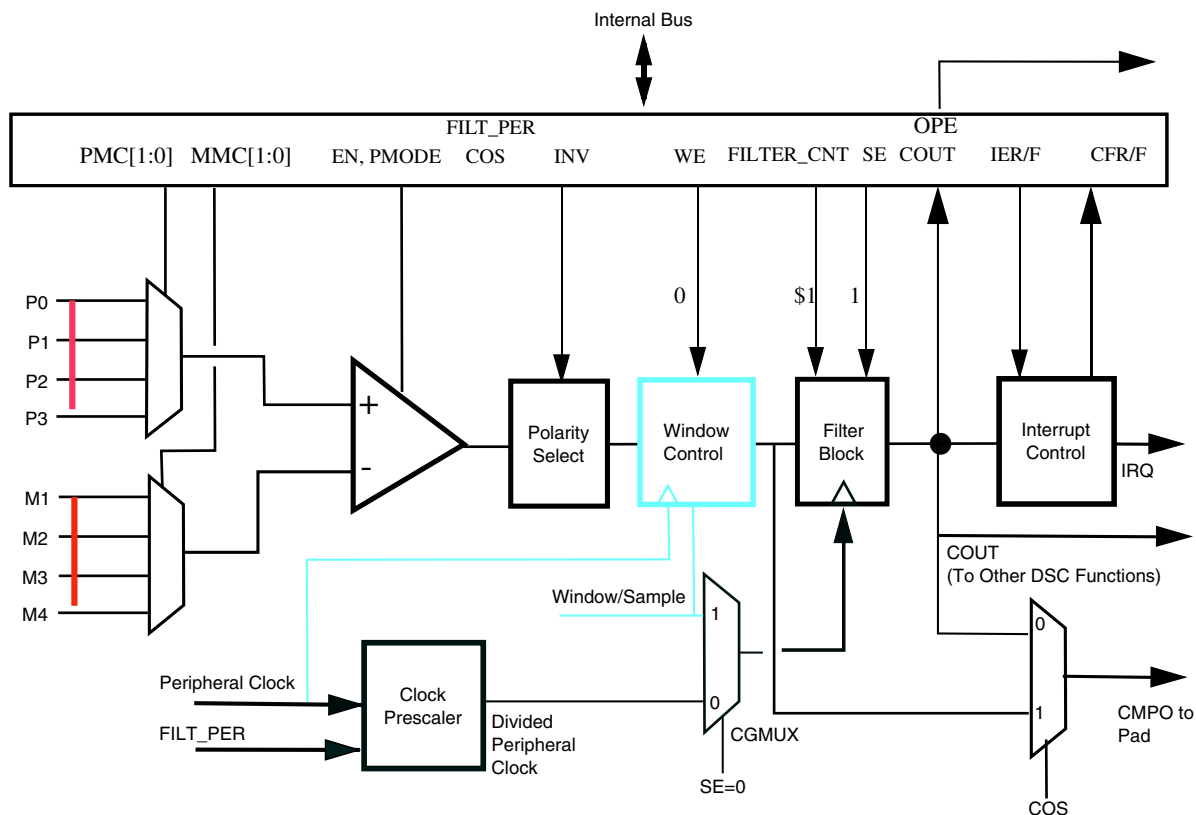 Internal Bus
FILT_PER
OPE
PMC[1:0] MMC[1:0] EN, PMODE COS INV WE FILTER_CNT SE COUT IER/F CFR/F
0 $1 1
P0
P1
P2
P3
+
-
Polarity
Select
Window
Control
Filter
Block
Interrupt
Control
IRQ
M1
M2
M3
M4
COUT
(To Other DSC Functions)
Window/Sample
1
0
0
1
Peripheral Clock
FILT_PER
Clock
Prescaler
Divided
Peripheral
Clock
CGMUX
SE=0
CMPO to
Pad
COS